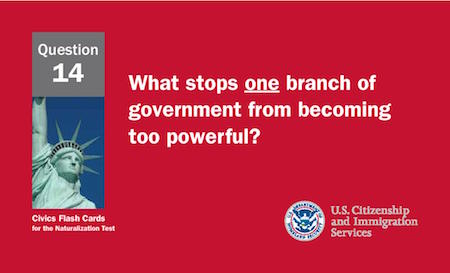 Question
14
What stops one branch of
government from becoming
too powerful?
Civics Flash Cards
for the Naturalization Test
U.S. Citizenship
and Immigration
Services